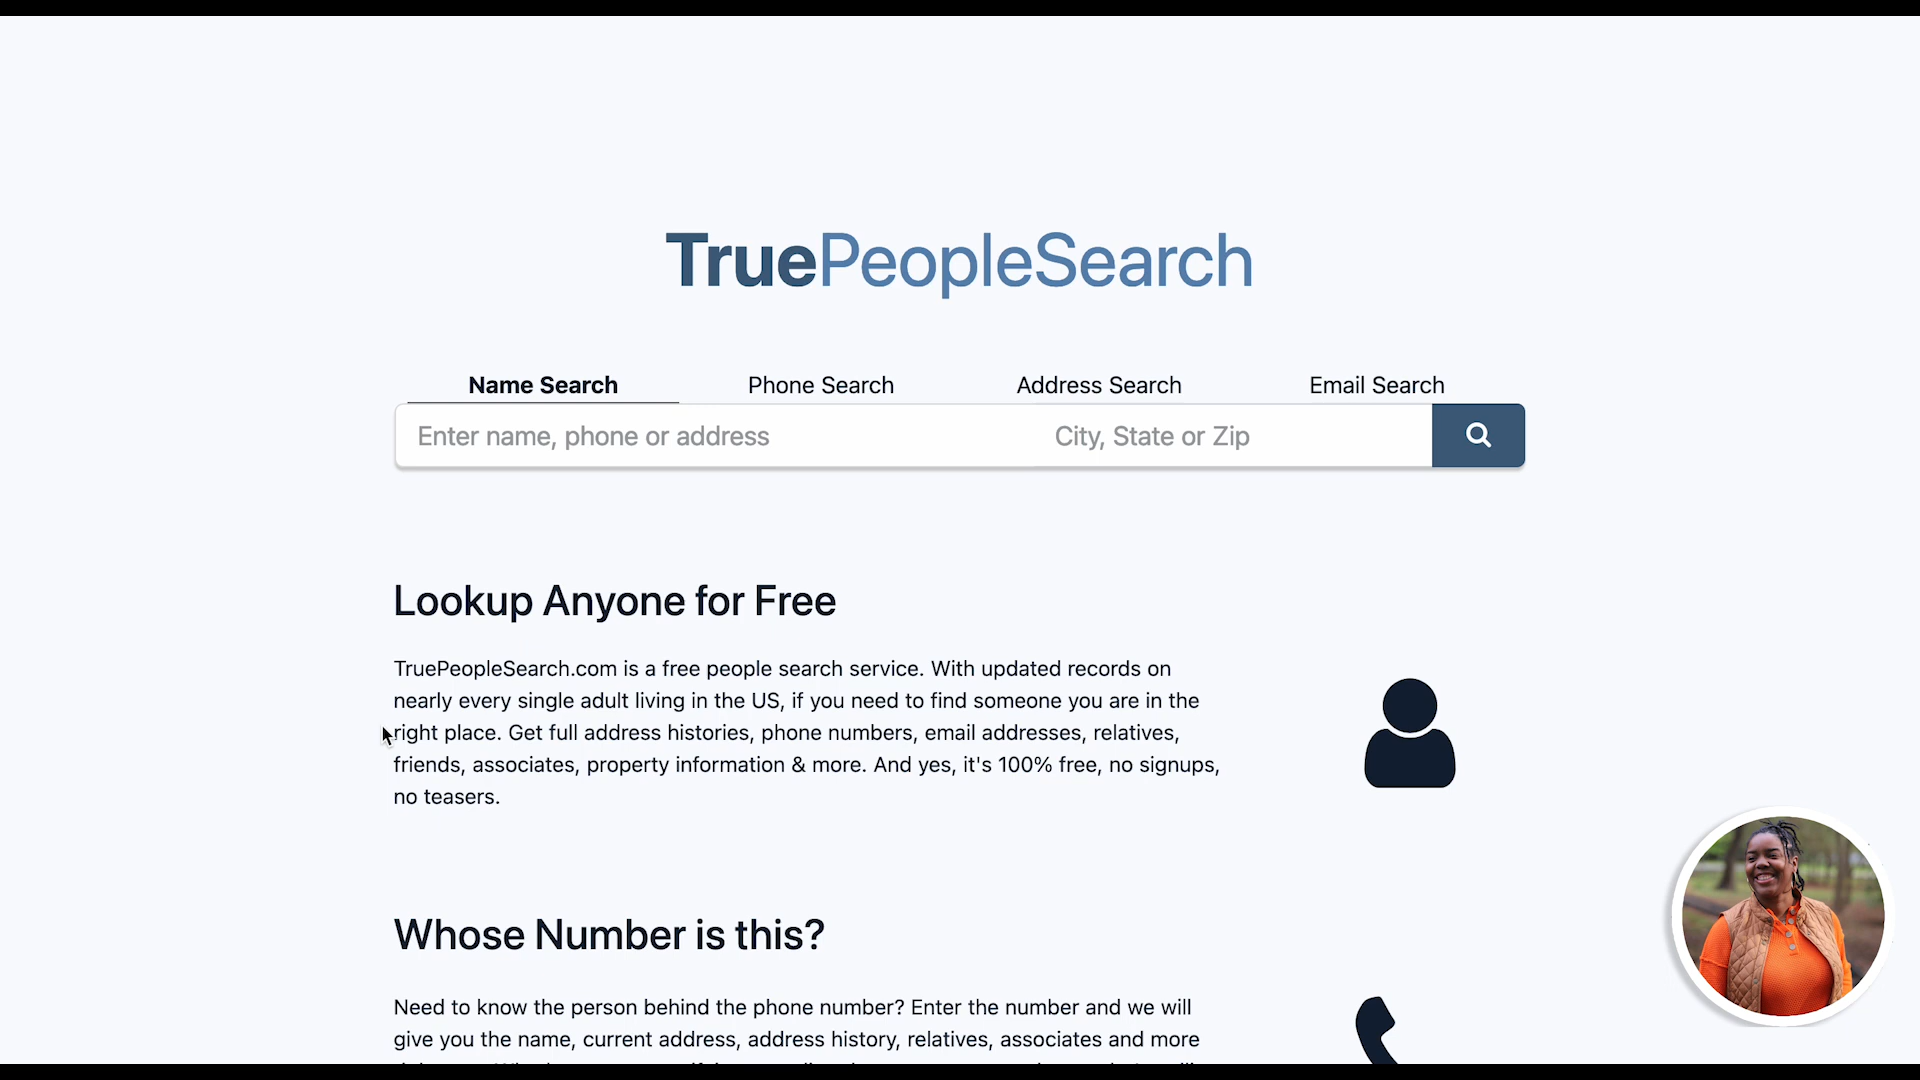 TruePeopleSearch
Name Search Phone Search Address Search Email Search
Enter name, phone or address City, State or Zip
Lookup Anyone for Free
TruePeopleSearch.com is a free people search service. With updated records on
nearly every single adult living in the US, if you need to find someone you are in the
right place. Get full address histories, phone numbers, email addresses, relatives,
friends, associates, property information & more. And yes, it's 100% free, no signups,
no teasers.
Whose Number is this?
Need to know the person behind the phone number? Enter the number and we will
give you the name, current address, address history, relatives, associates and more